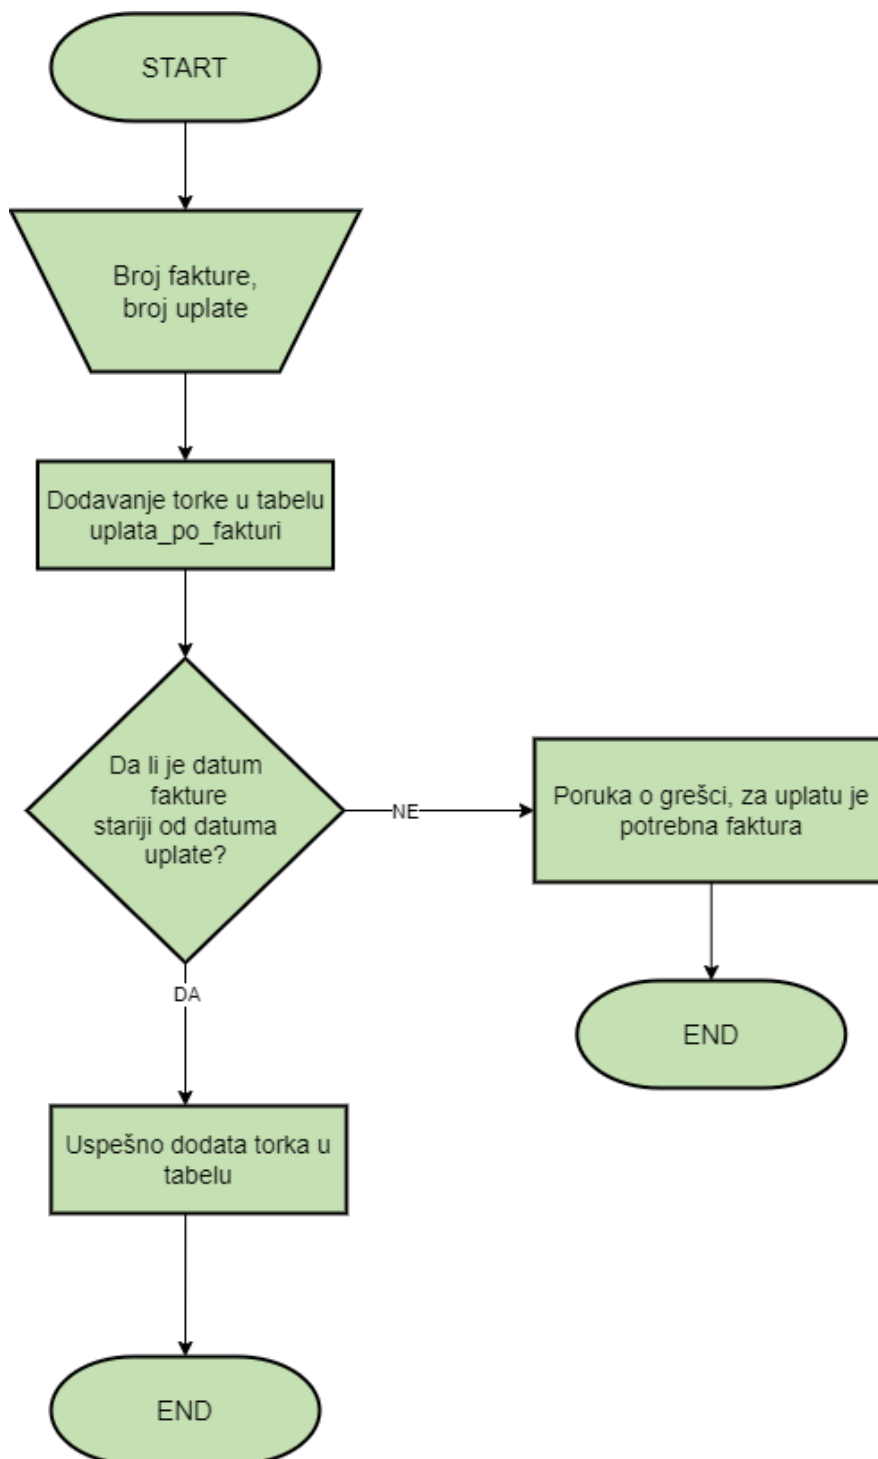 START
Broj fakture,
broj uplate
Dodavanje torke u tabelu
uplata_po_fakturi
Da li je datum
fakture
stariji od datuma
uplate?
NE
Poruka o grešci, za uplatu je
potrebna faktura
END
DA
Uspešno dodata torka u
tabelu
END